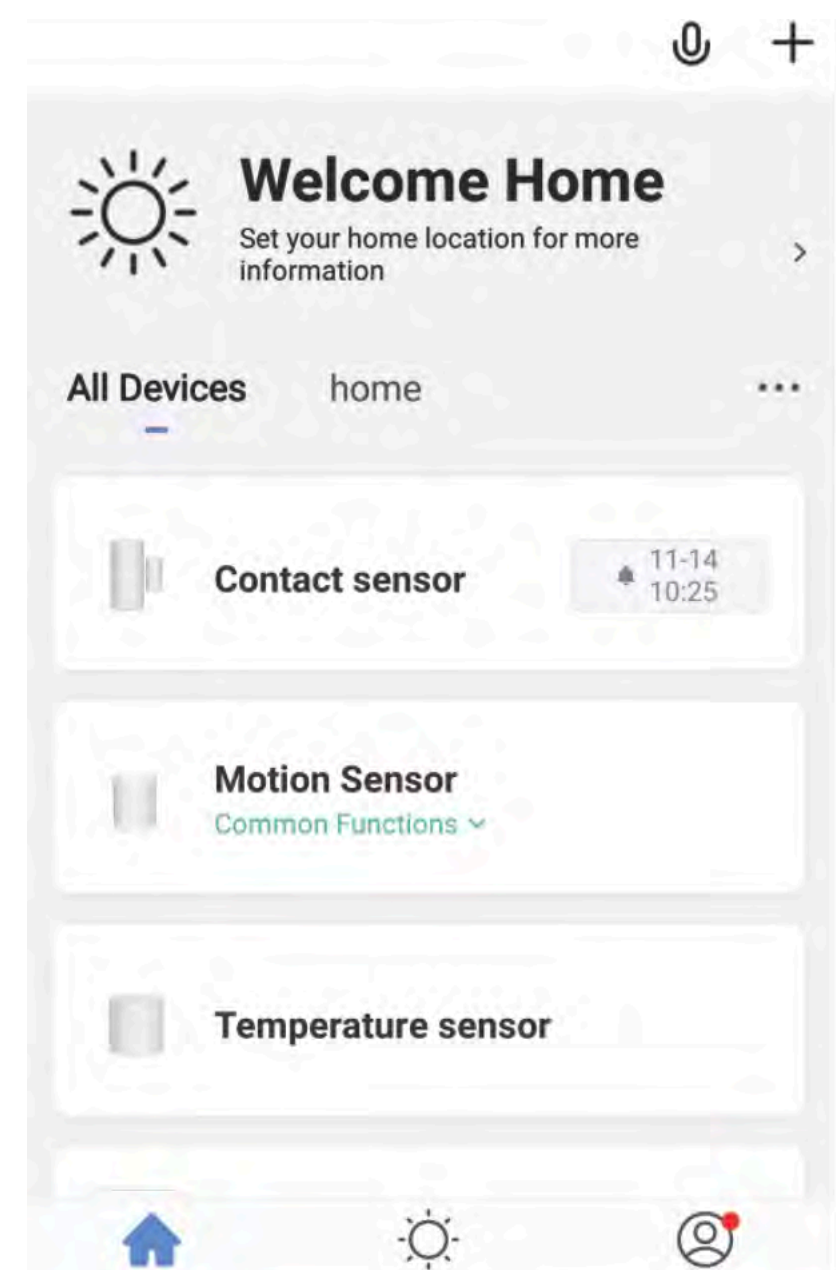 Welcome Home
Set your home location for more
information
All Devices
home
Contact sensor
11-14
10:25
Motion Sensor
Common Functions
Temperature sensor